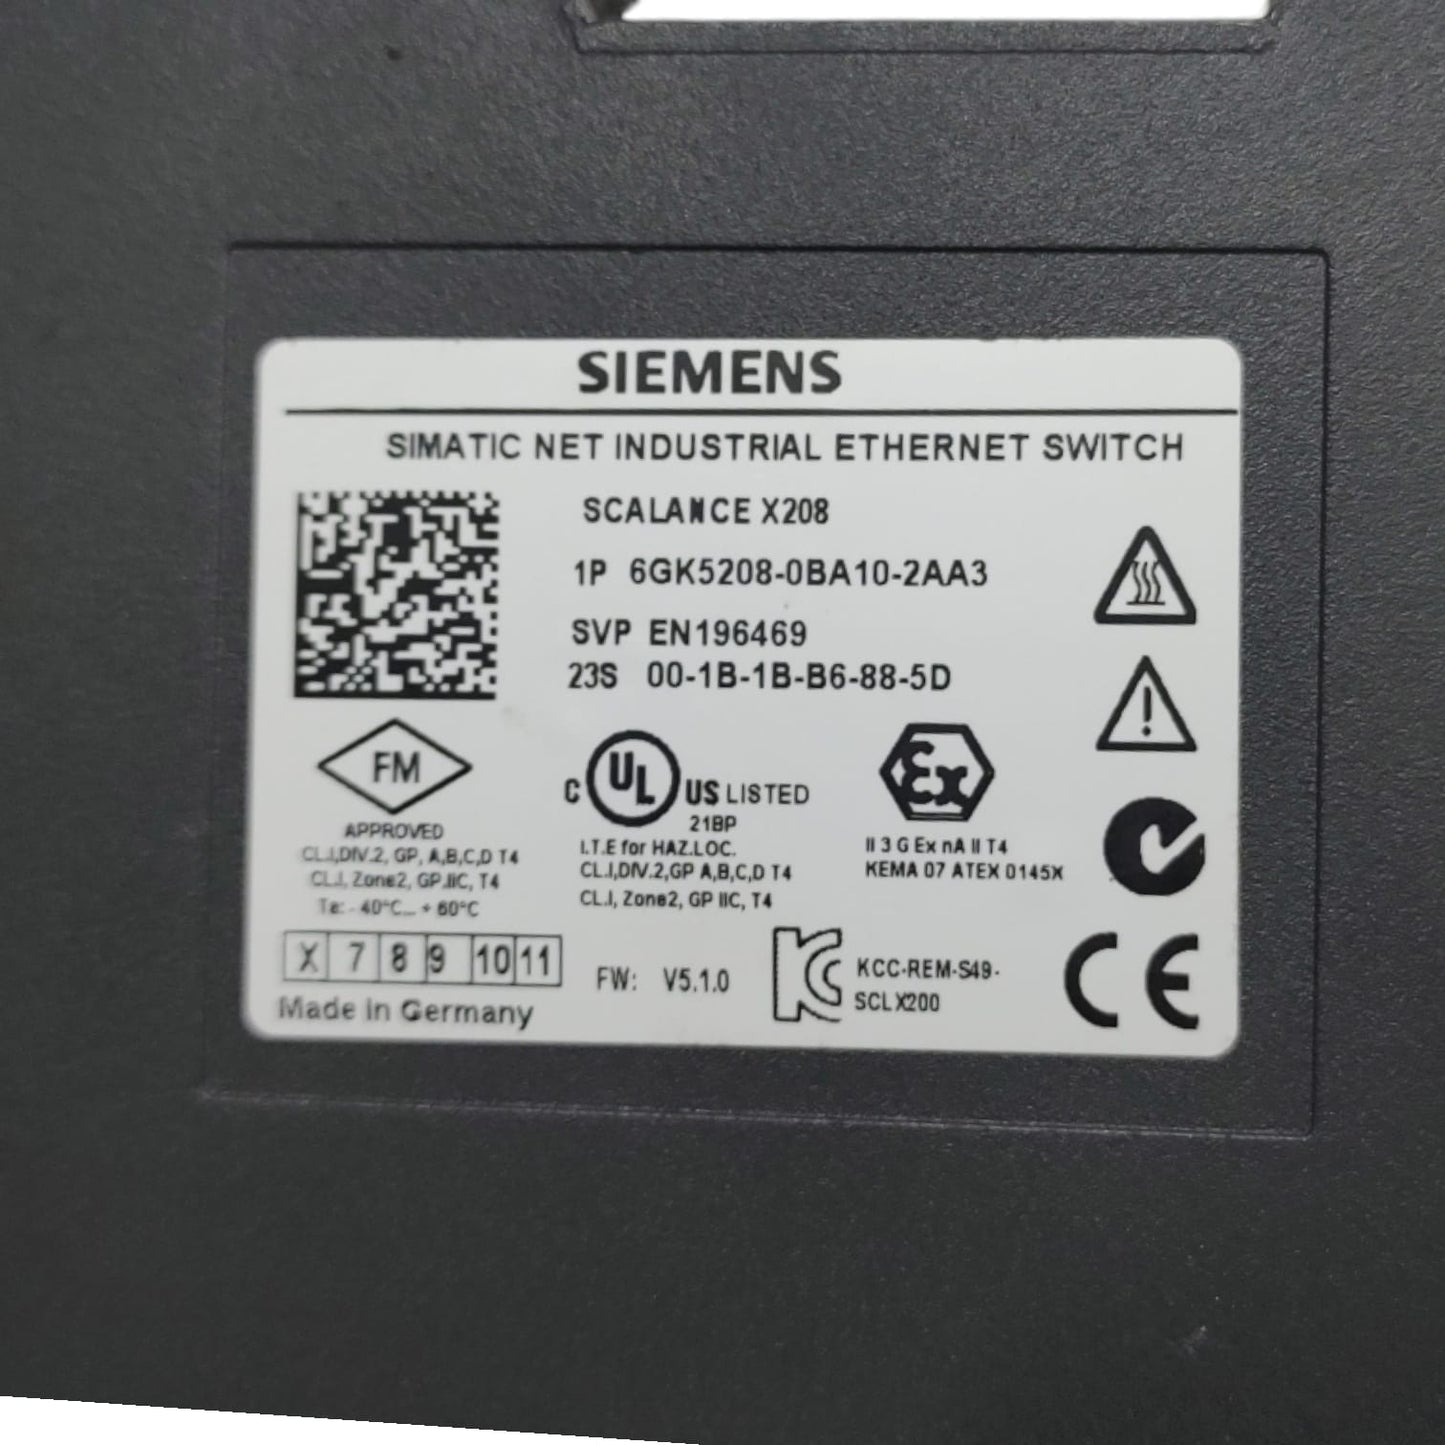 SIEMENS
SIMATIC NET INDUSTRIAL ETHERNET SWITCH
SCALANCE X208
1P 6GK5208-0BA10-2AA3
SVP EN196469
23S 00-1B-1B-B6-88-5D
FM
APPROVED
CL.I,DIV.2, GP, A,B,C,D T4
CL.I, Zone2, GP.IIC, T4
Ta: - 40°C... + 60°C
C UL US LISTED
21BP
I.T.E for HAZ.LOC.
CL.I,DIV.2,GP A,B,C,D T4
CL.I, Zone2, GP IIC, T4
Ex
II 3 G Ex nA II T4
KEMA 07 ATEX 0145X
X 7 8 9 10 11
Made in Germany
FW: V5.1.0
KCC-REM-S49-
SCLX200
CE